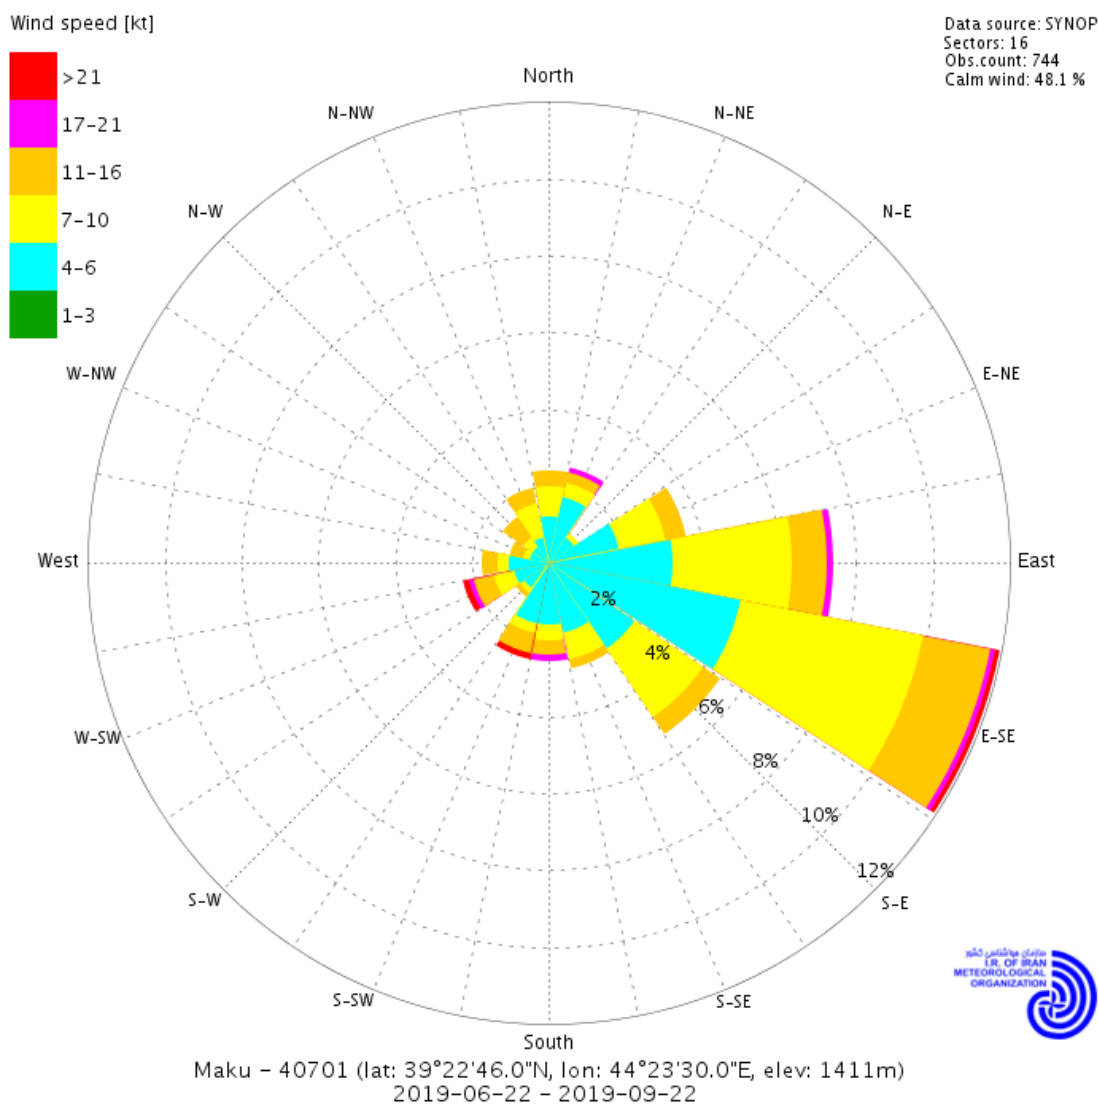 Wind speed [kt]
>21
17-21
11-16
7-10
4-6
1-3
Data source: SYNOP
Sectors: 16
Obs.count: 744
Calm wind: 48.1 %
North
N-NW
N-NE
N-W
N-E
W-NW
E-NE
West
East
2%
4%
6%
8%
10%
12%
W-SW
E-SE
S-W
S-E
S-SW
S-SE
South
سازمان هواشناسی کشور
I.R. OF IRAN
METEOROLOGICAL
ORGANIZATION
Maku - 40701 (lat: 39°22'46.0"N, lon: 44°23'30.0"E, elev: 1411m)
2019-06-22 - 2019-09-22